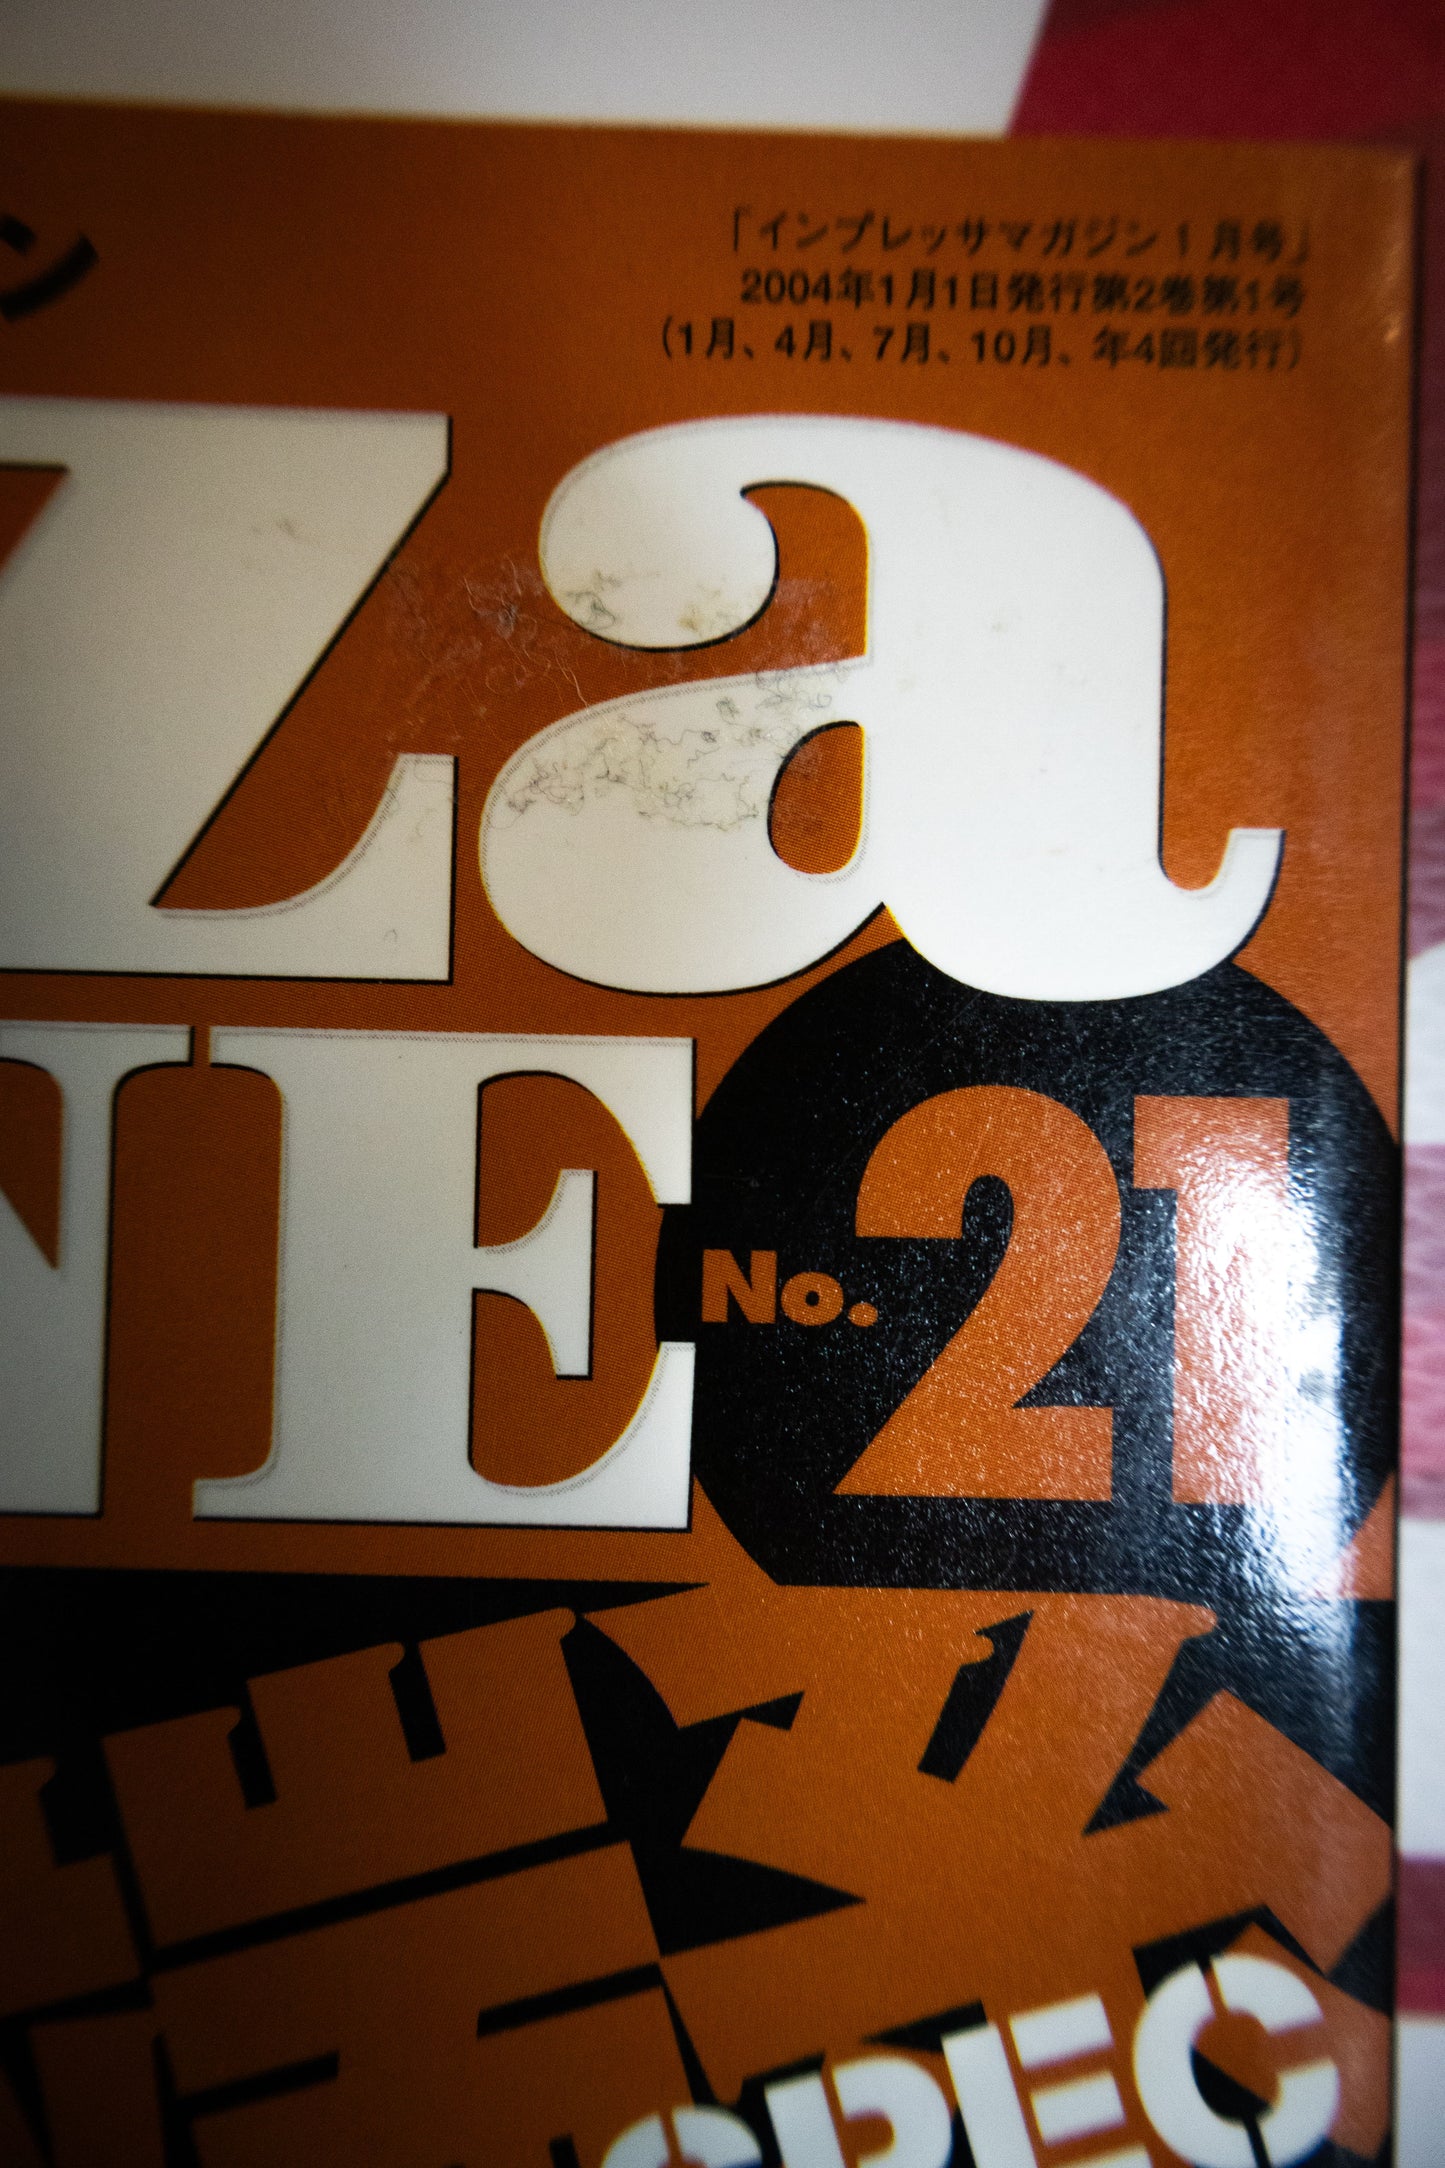 ン
「インプレッサマガジン1月号」
2004年1月1日発行第2巻第1号
(1月、4月、7月、10月、年4回発行)
za
NE
No.21
SPEC